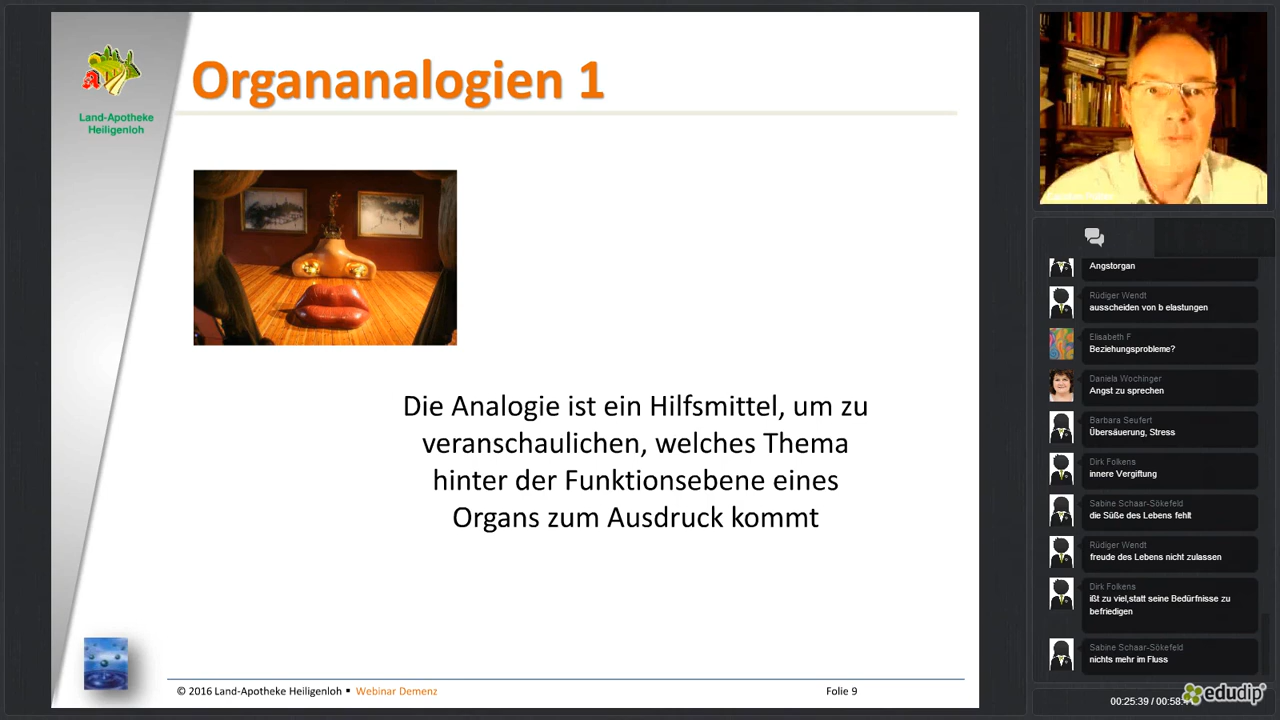 Organanalogien 1
Land-Apotheke
Heiligenloh
Die Analogie ist ein Hilfsmittel, um zu
veranschaulichen, welches Thema
hinter der Funktionsebene eines
Organs zum Ausdruck kommt
© 2016 Land-Apotheke Heiligenloh ▪ Webinar Demenz
Folie 9
Angstorgan
Rüdiger Wendt
ausscheiden von b elastungen
Elisabeth F
Beziehungsprobleme?
Daniela Wochinger
Angst zu sprechen
Barbara Seufert
Übersäuerung, Stress
Dirk Folkens
innere Vergiftung
Sabine Schaar-Sökefeld
die Süße des Lebens fehlt
Rüdiger Wendt
freude des Lebens nicht zulassen
Dirk Folkens
ißt zu viel,statt seine Bedürfnisse zu
befriedigen
Sabine Schaar-Sökefeld
nichts mehr im Fluss
00:25:39 /
edudip